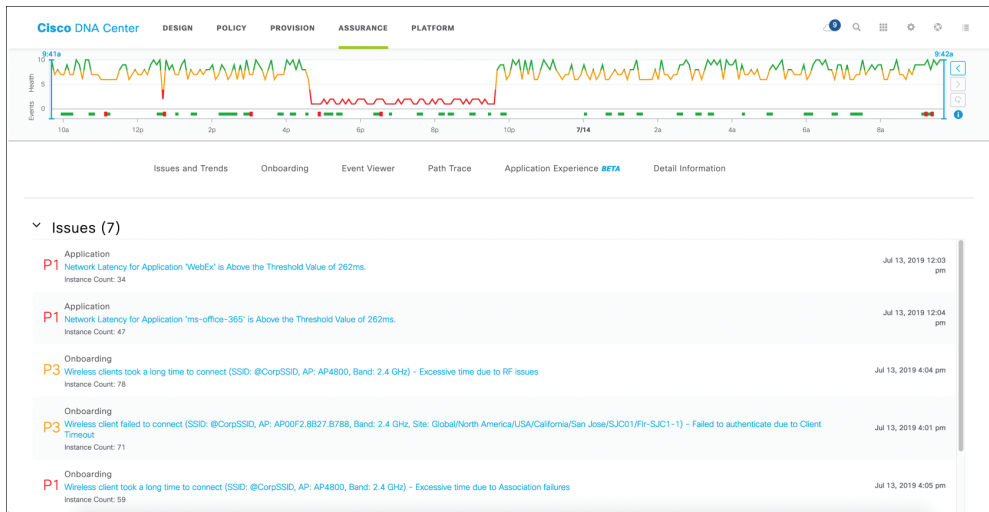 Cisco DNA Center DESIGN POLICY PROVISION ASSURANCE PLATFORM 9
9:41a 9:42a
10
Health
5
Events
0
10a 12p 2p 4p 6p 8p 10p 7/14 2a 4a 6a 8a
Issues and Trends Onboarding Event Viewer Path Trace Application Experience BETA Detail Information
Issues (7)
Application
P1 Network Latency for Application 'WebEx' is Above the Threshold Value of 262ms.
Instance Count: 34
Jul 13, 2019 12:03
pm
Application
P1 Network Latency for Application 'ms-office-365' is Above the Threshold Value of 262ms.
Instance Count: 47
Jul 13, 2019 12:04
pm
Onboarding
P3 Wireless clients took a long time to connect (SSID: @CorpSSID, AP: AP4800, Band: 2.4 GHz) - Excessive time due to RF issues
Instance Count: 78
Jul 13, 2019 4:04 pm
Onboarding
P3 Wireless client failed to connect (SSID: @CorpSSID, AP: AP00F2.8B27.B788, Band: 2.4 GHz, Site: Global/North America/USA/California/San Jose/SJC01/Flr-SJC1-1) - Failed to authenticate due to Client
Timeout
Instance Count: 71
Jul 13, 2019 4:01 pm
Onboarding
P1 Wireless client took a long time to connect (SSID: @CorpSSID, AP: AP4800, Band: 2.4 GHz) - Excessive time due to Association failures
Instance Count: 59
Jul 13, 2019 4:05 pm